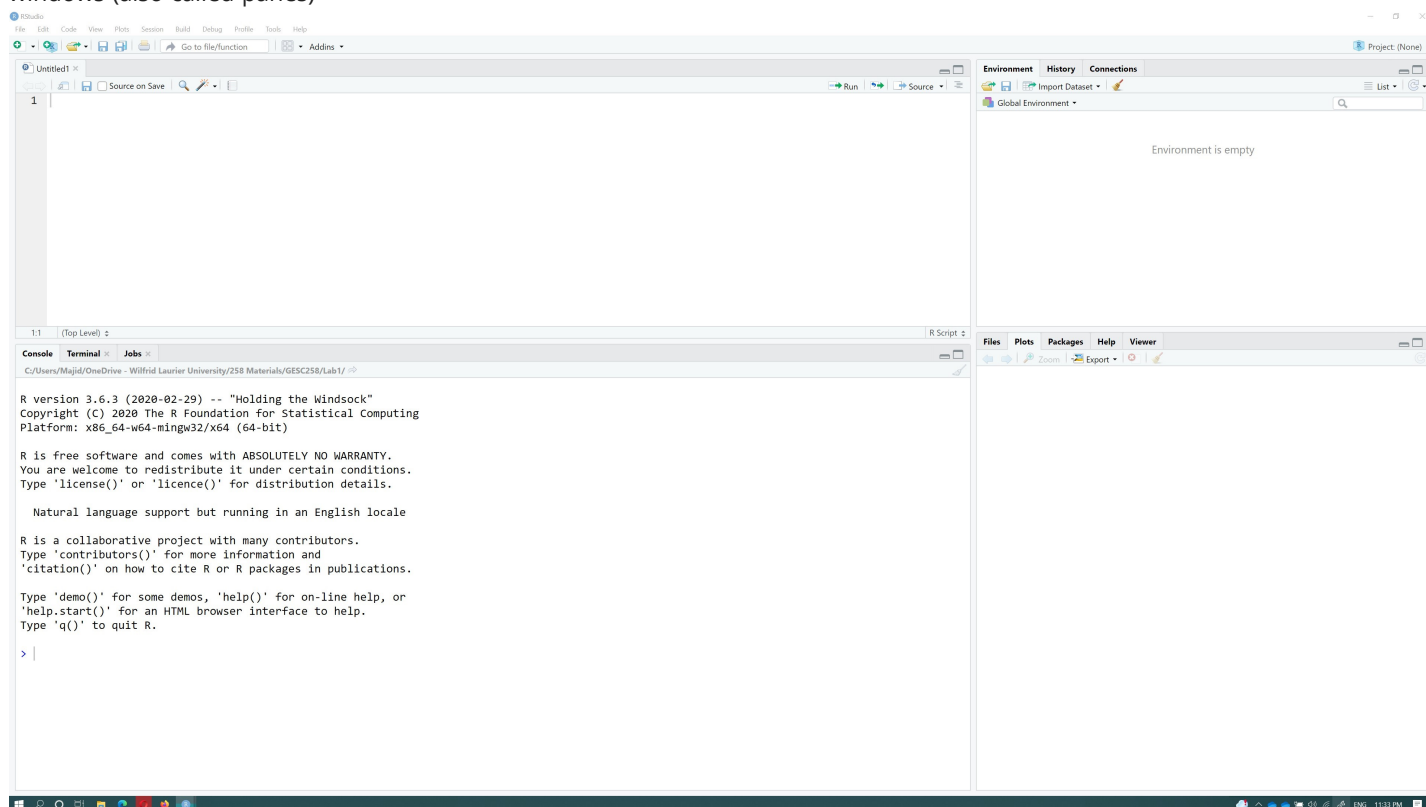 windows (also called panes)
RStudio
File Edit Code View Plots Session Build Debug Profile Tools Help
Go to file/function Addins Project: (None)
Untitled1
Source on Save Run Source
1
1:1 (Top Level) R Script
Console Terminal Jobs
C:/Users/Majid/OneDrive - Wilfrid Laurier University/258 Materials/GESC258/Lab1/
R version 3.6.3 (2020-02-29) -- "Holding the Windsock"
Copyright (C) 2020 The R Foundation for Statistical Computing
Platform: x86_64-w64-mingw32/x64 (64-bit)
R is free software and comes with ABSOLUTELY NO WARRANTY.
You are welcome to redistribute it under certain conditions.
Type 'license()' or 'licence()' for distribution details.
Natural language support but running in an English locale
R is a collaborative project with many contributors.
Type 'contributors()' for more information and
'citation()' on how to cite R or R packages in publications.
Type 'demo()' for some demos, 'help()' for on-line help, or
'help.start()' for an HTML browser interface to help.
Type 'q()' to quit R.
>
Environment History Connections
Import Dataset List
Global Environment
Environment is empty
Files Plots Packages Help Viewer
Zoom Export
ENG 11:33 PM